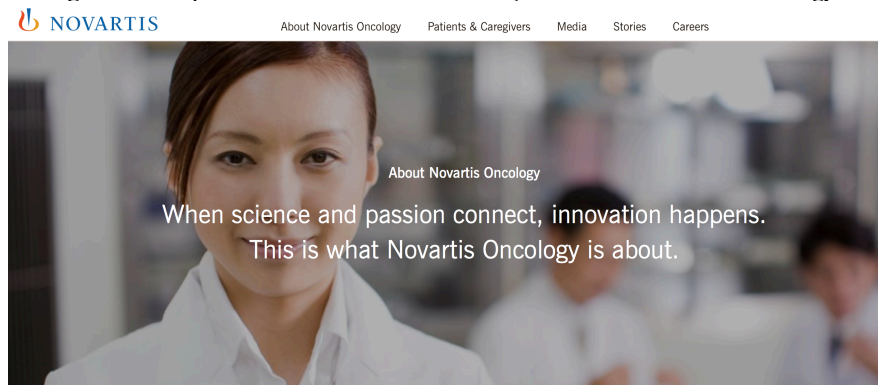 NOVARTIS
About Novartis Oncology Patients & Caregivers Media Stories Careers
About Novartis Oncology
When science and passion connect, innovation happens.
This is what Novartis Oncology is about.